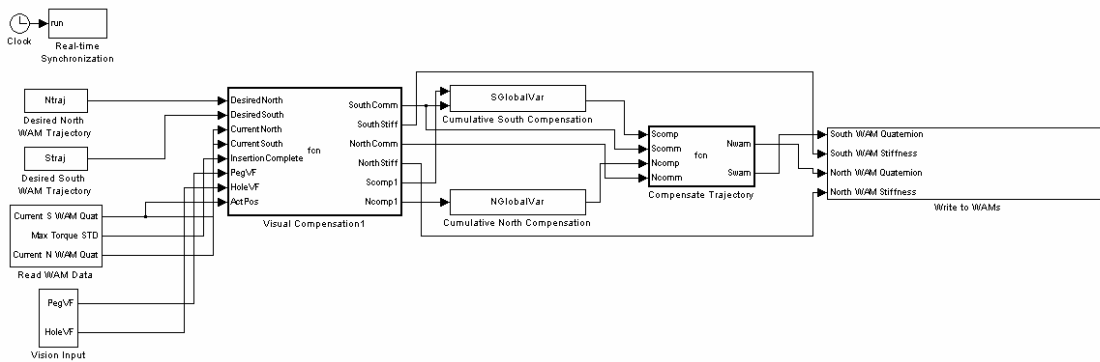 run
Clock
Real-time
Synchronization
Ntraj
Desired North
WAM Trajectory
Straj
Desired South
WAM Trajectory
Current S WAM Quat
Max Torque STD
Current N WAM Quat
Read WAM Data
PegVF
HoleVF
Vision Input
DesiredNorth
DesiredSouth
CurrentNorth
CurrentSouth
InsertionComplete
PegVF
HoleVF
ActPos
fcn
SouthComm
SouthStiff
NorthComm
NorthStiff
Scomp1
Ncomp1
Visual Compensation1
SGlobalVar
Cumulative South Compensation
NGlobalVar
Cumulative North Compensation
Scomp
Scomm
Ncomp
Ncomm
fcn
Nwam
Swam
Compensate Trajectory
South WAM Quaternion
South WAM Stiffness
North WAM Quaternion
North WAM Stiffness
Write to WAMs